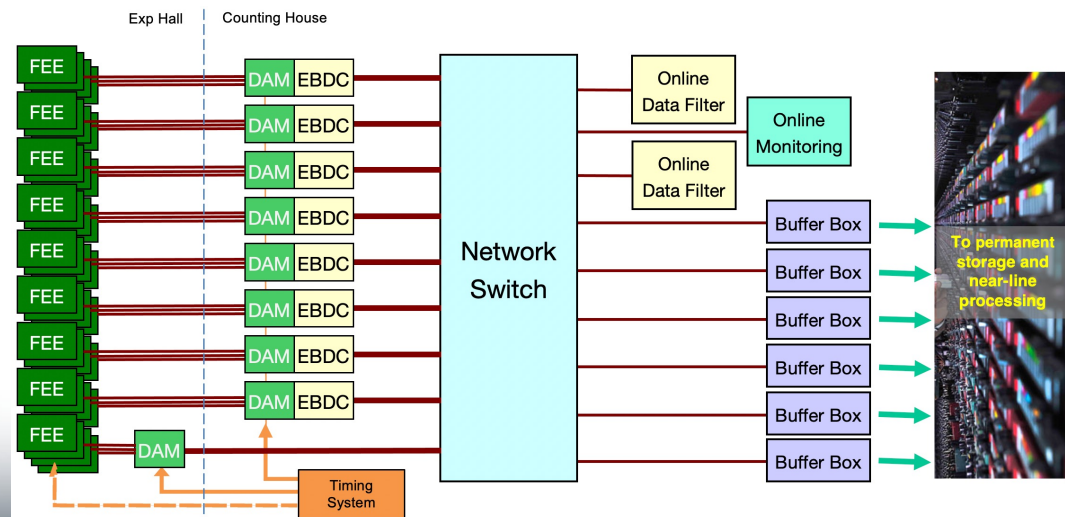 Exp Hall
Counting House
FEE
DAM
EBDC
FEE
DAM
EBDC
FEE
DAM
EBDC
FEE
DAM
EBDC
FEE
DAM
EBDC
FEE
DAM
EBDC
FEE
DAM
EBDC
FEE
DAM
EBDC
FEE
DAM
Timing
System
Network
Switch
Online
Data Filter
Online
Monitoring
Online
Data Filter
Buffer Box
Buffer Box
Buffer Box
Buffer Box
Buffer Box
Buffer Box
To permanent
storage and
near-line
processing